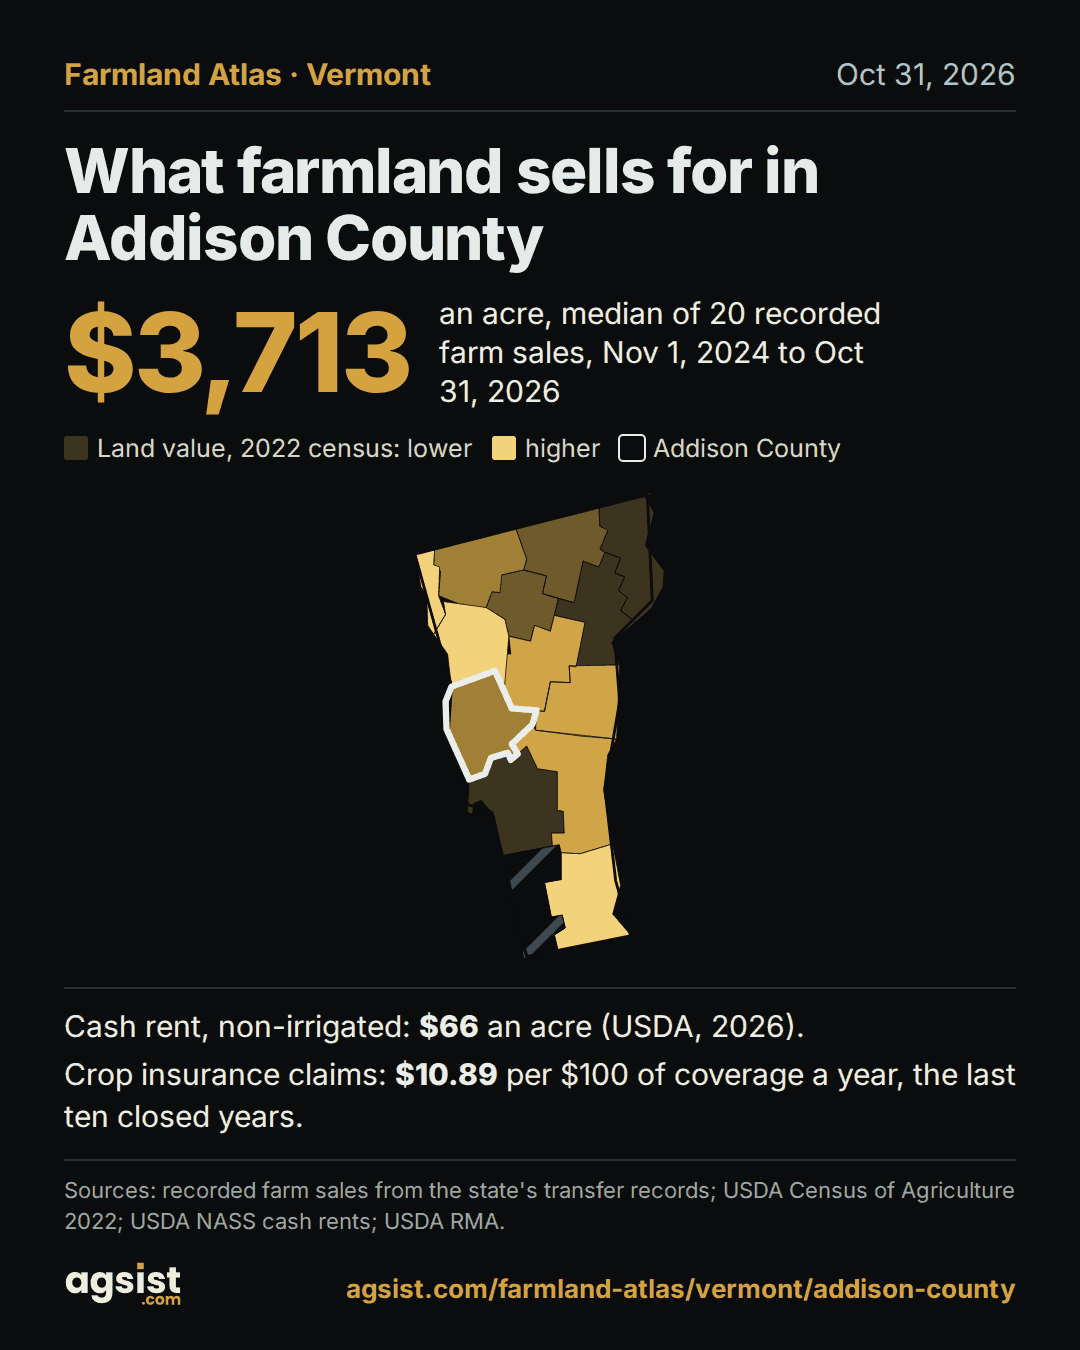 Farmland Atlas · Vermont
Oct 31, 2026
What farmland sells for in
Addison County
$3,713
an acre, median of 20 recorded
farm sales, Nov 1, 2024 to Oct
31, 2026
Land value, 2022 census: lower
higher
Addison County
Cash rent, non-irrigated: $66 an acre (USDA, 2026).
Crop insurance claims: $10.89 per $100 of coverage a year, the last
ten closed years.
Sources: recorded farm sales from the state's transfer records; USDA Census of Agriculture
2022; USDA NASS cash rents; USDA RMA.
agsist
.com
agsist.com/farmland-atlas/vermont/addison-county